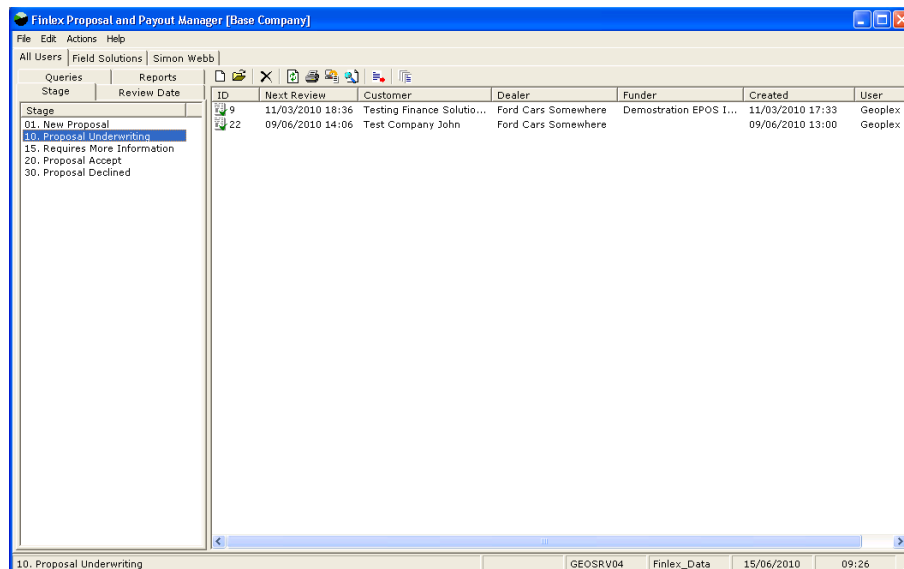 Finlex Proposal and Payout Manager [Base Company]
File Edit Actions Help
All Users Field Solutions Simon Webb
Queries Reports
Stage Review Date
Stage
01. New Proposal
10. Proposal Underwriting
15. Requires More Information
20. Proposal Accept
30. Proposal Declined
ID Next Review Customer Dealer Funder Created User
9 11/03/2010 18:36 Testing Finance Solutio... Ford Cars Somewhere Demostration EPOS I... 11/03/2010 17:33 Geoplex
22 09/06/2010 14:06 Test Company John Ford Cars Somewhere 09/06/2010 13:00 Geoplex
10. Proposal Underwriting GEOSRV04 Finlex_Data 15/06/2010 09:26